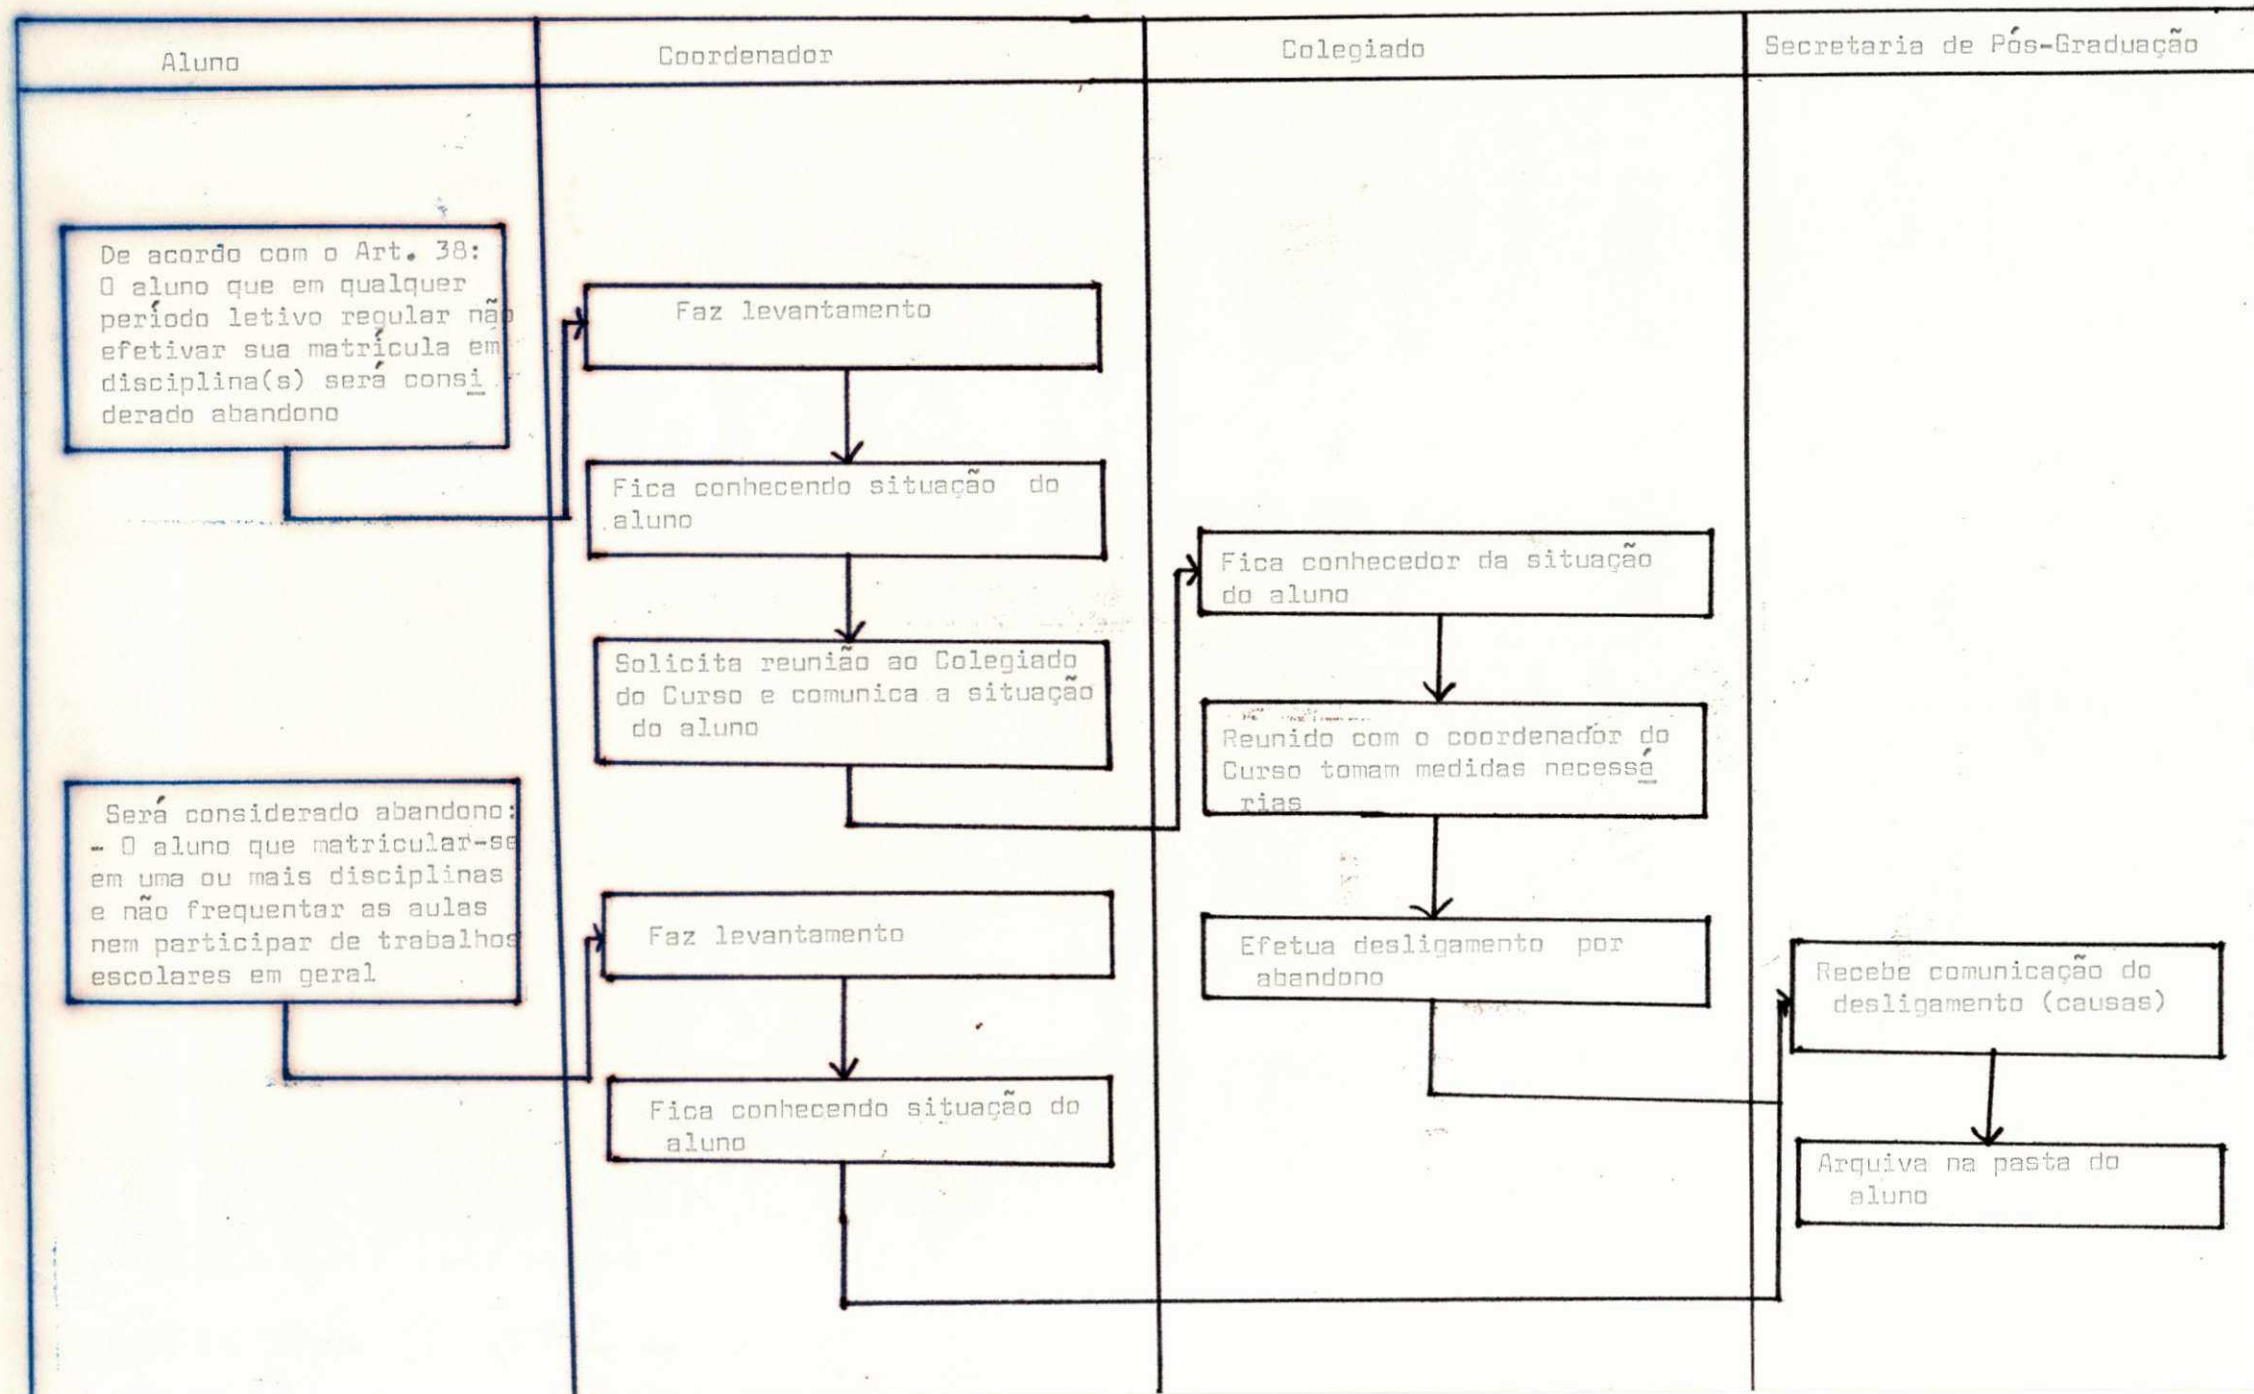 Aluno
Coordenador
Colegiado
Secretaria de Pós-Graduação
De acordo com o Art. 38:
O aluno que em qualquer
período letivo regular não
efetivar sua matrícula em
disciplina(s) será consi
derado abandono
Faz levantamento
Fica conhecendo situação do
aluno
Solicita reunião ao Colegiado
do Curso e comunica a situação
do aluno
Fica conhecedor da situação
do aluno
Reunido com o coordenador do
Curso tomam medidas necessá
rias
Efetua desligamento por
abandono
Será considerado abandono:
- O aluno que matricular-se
em uma ou mais disciplinas
e não frequentar as aulas
nem participar de trabalhos
escolares em geral
Faz levantamento
Fica conhecendo situação do
aluno
Recebe comunicação do
desligamento (causas)
Arquiva na pasta do
aluno